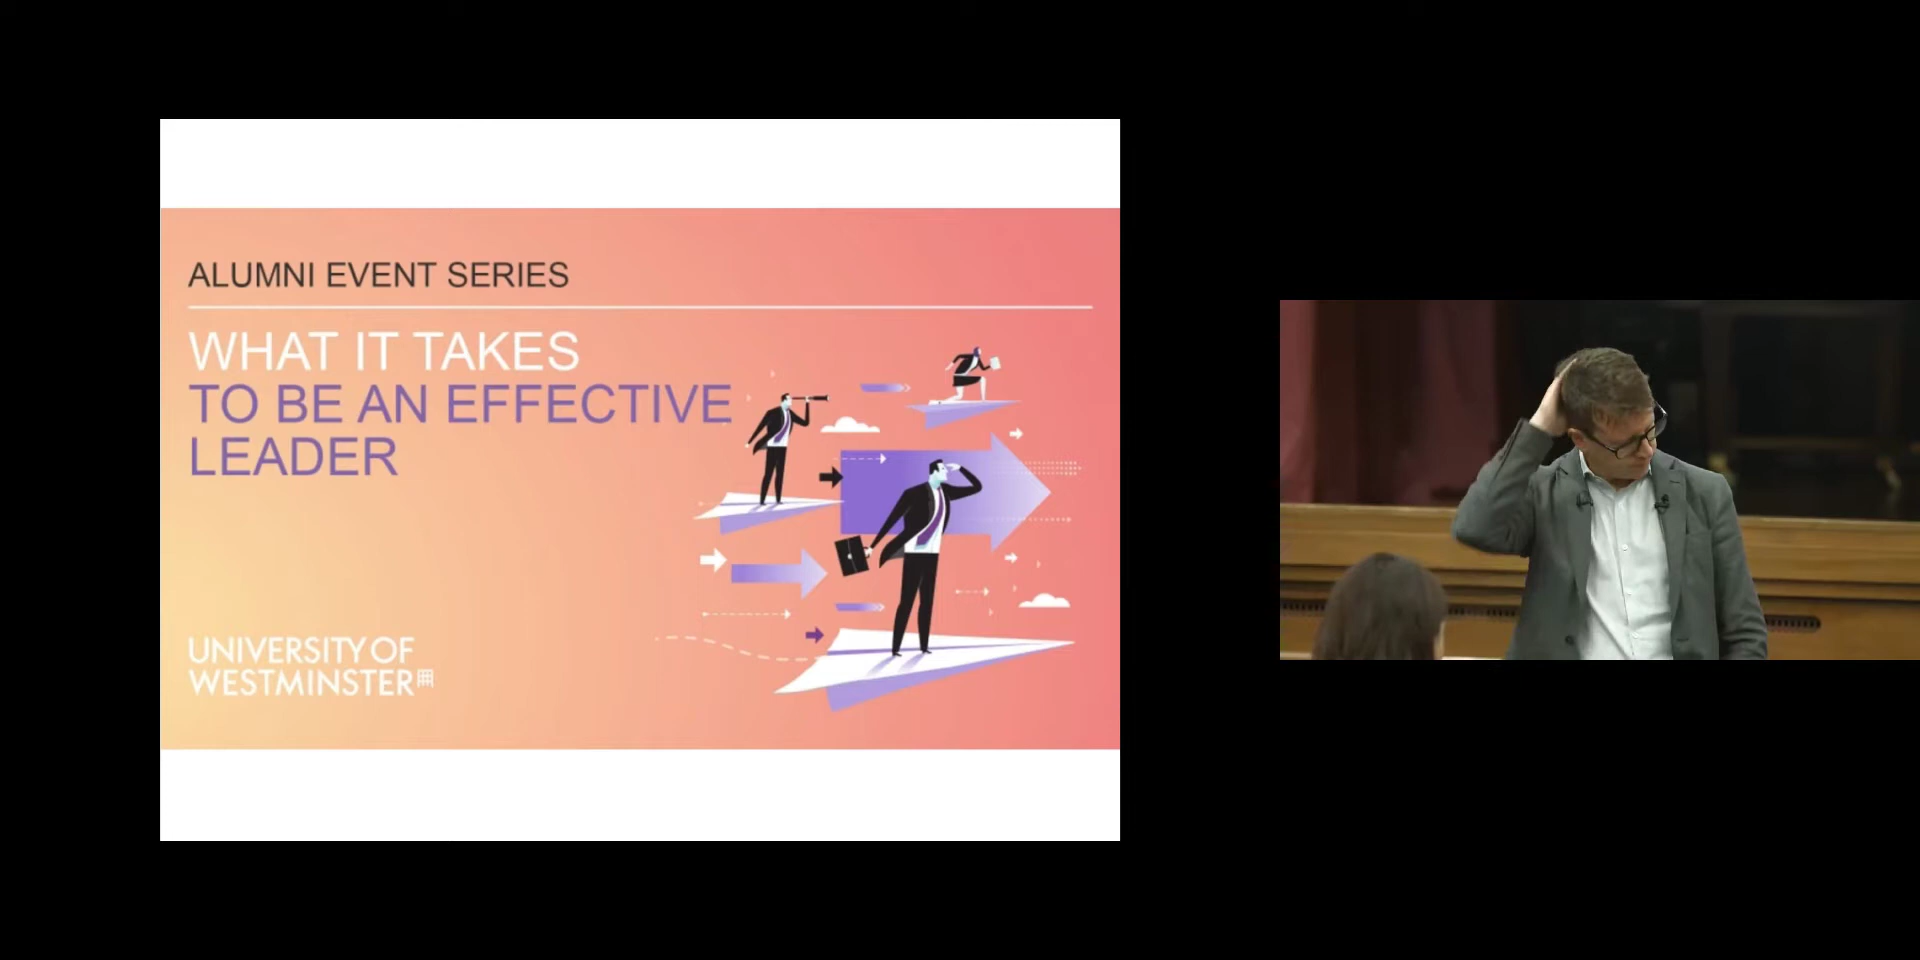 ALUMNI EVENT SERIES
WHAT IT TAKES
TO BE AN EFFECTIVE
LEADER
UNIVERSITY OF
WESTMINSTER